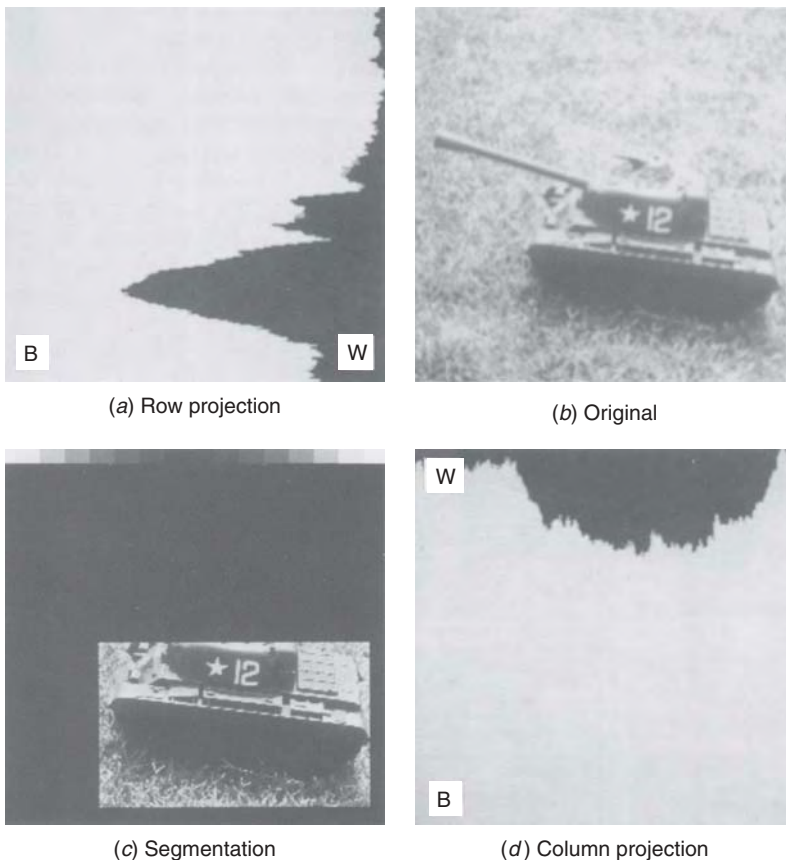 B
W
(a) Row projection
12
(b) Original
12
(c) Segmentation
W
B
(d) Column projection